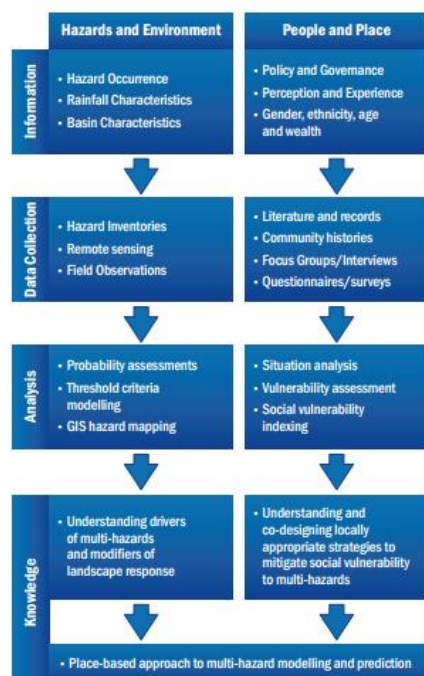 Hazards and Environment
People and Place
Information
• Hazard Occurrence
• Rainfall Characteristics
• Basin Characteristics
• Policy and Governance
• Perception and Experience
• Gender, ethnicity, age
and wealth
Data Collection
• Hazard Inventories
• Remote sensing
• Field Observations
• Literature and records
• Community histories
• Focus Groups/Interviews
• Questionnaires/surveys
Analysis
• Probability assessments
• Threshold criteria
modelling
• GIS hazard mapping
• Situation analysis
• Vulnerability assessment
• Social vulnerability
indexing
Knowledge
• Understanding drivers
of multi-hazards
and modifiers of
landscape response
• Understanding and
co-designing locally
appropriate strategies to
mitigate social vulnerability
to multi-hazards
• Place-based approach to multi-hazard modelling and prediction